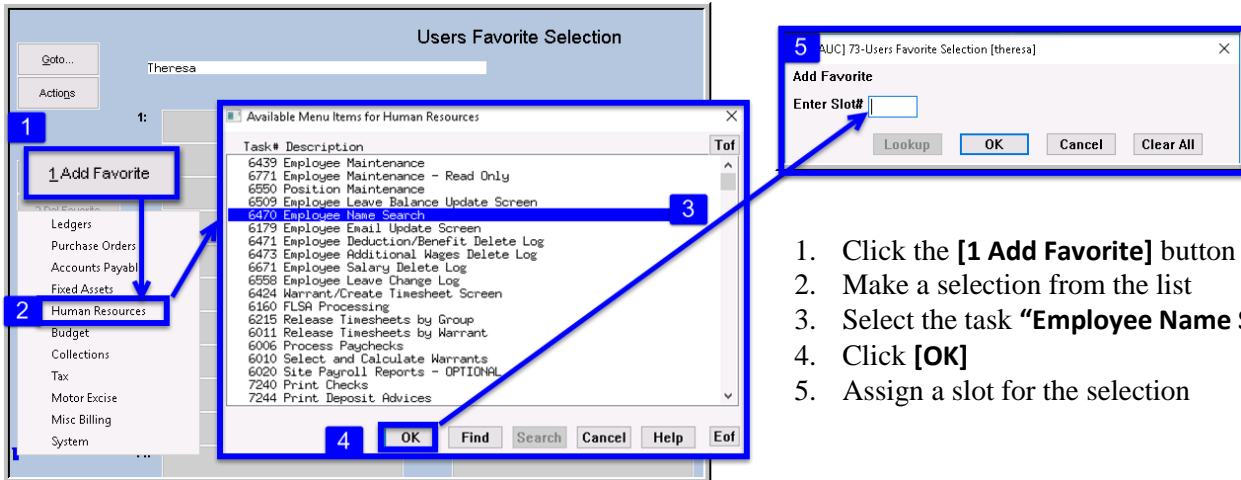 Users Favorite Selection
Goto...
Theresa
Actions
1
1:
1 Add Favorite
2 Del Favorite
Ledgers
Purchase Orders
Accounts Payabl
Fixed Assets
2
Human Resources
Budget
Collections
Tax
Motor Excise
Misc Billing
System
Available Menu Items for Human Resources
Task# Description
Tof
6439 Employee Maintenance
6771 Employee Maintenance - Read Only
6550 Position Maintenance
6509 Employee Leave Balance Update Screen
6470 Employee Name Search
3
6179 Employee Email Update Screen
6471 Employee Deduction/Benefit Delete Log
6473 Employee Additional Wages Delete Log
6671 Employee Salary Delete Log
6558 Employee Leave Change Log
6424 Warrant/Create Timesheet Screen
6160 FLSA Processing
6215 Release Timesheets by Group
6011 Release Timesheets by Warrant
6006 Process Paychecks
6010 Select and Calculate Warrants
6020 Site Payroll Reports - OPTIONAL
7240 Print Checks
7244 Print Deposit Advices
4
OK Find Search Cancel Help Eof
5
AUC] 73-Users Favorite Selection [theresa]
Add Favorite
Enter Slot#
Lookup OK Cancel Clear All
1. Click the [1 Add Favorite] button
2. Make a selection from the list
3. Select the task “Employee Name S
4. Click [OK]
5. Assign a slot for the selection